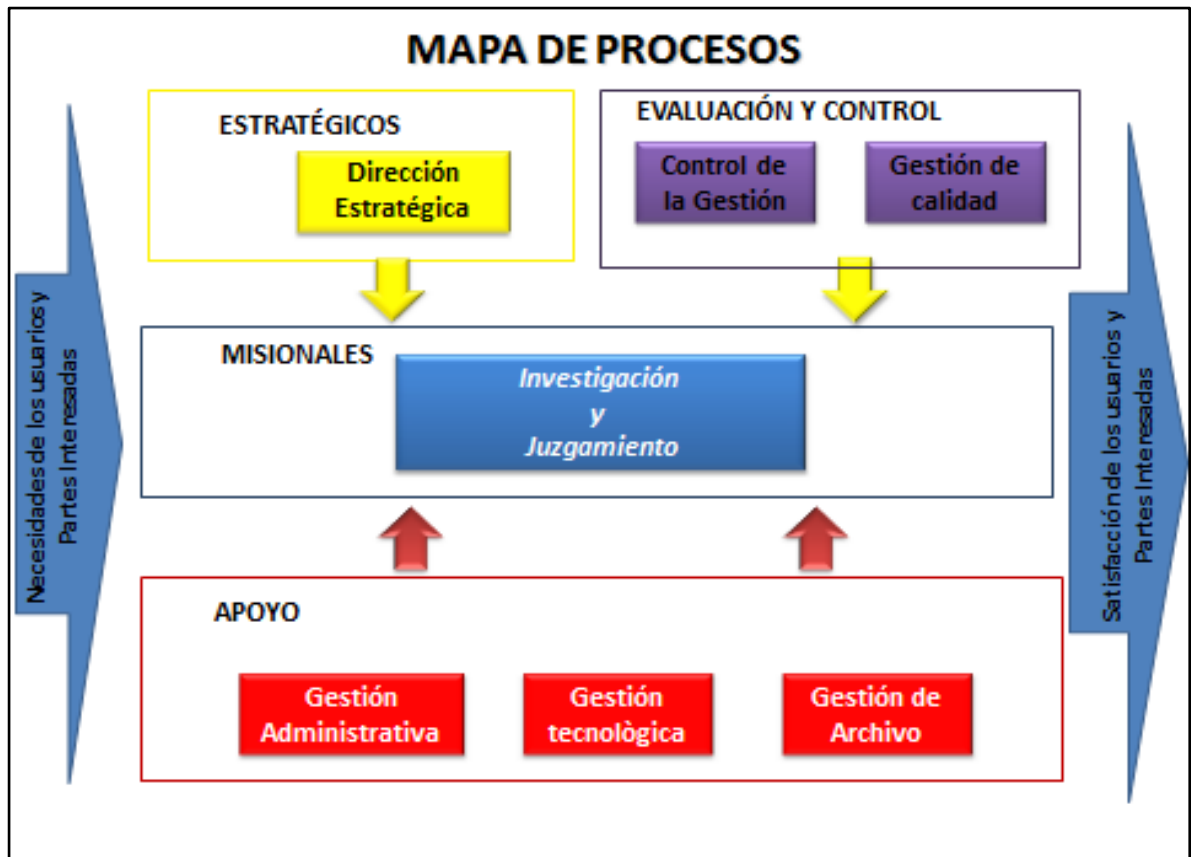 MAPA DE PROCESOS
ESTRATÉGICOS
Dirección
Estratégica
EVALUACIÓN Y CONTROL
Control de
la Gestión
Gestión de
calidad
Necesidades de los usuarios y
Partes Interesadas
MISIONALES
Investigación
y
Juzgamiento
Satisfacción de los usuarios y
Partes Interesadas
APOYO
Gestión
Administrativa
Gestión
tecnològica
Gestión de
Archivo